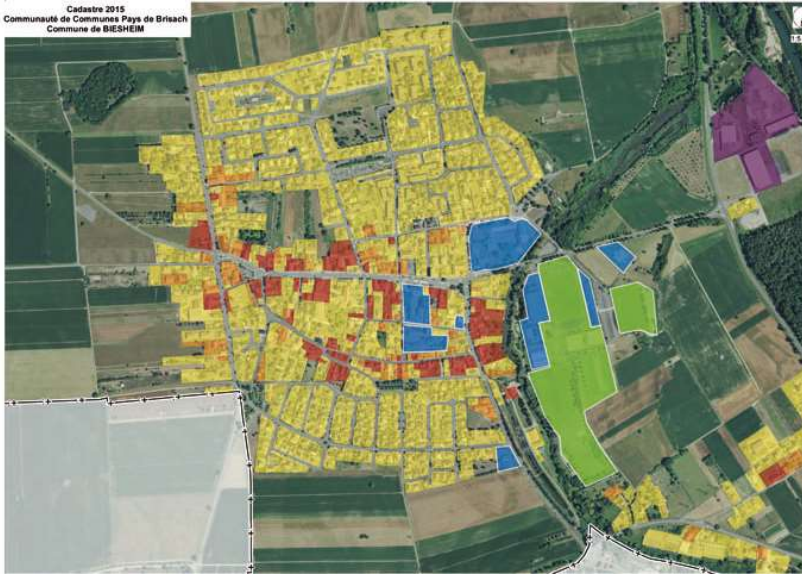 Cadastre 2015
Communauté de Communes Pays de Brisach
Commune de BIESHEIM